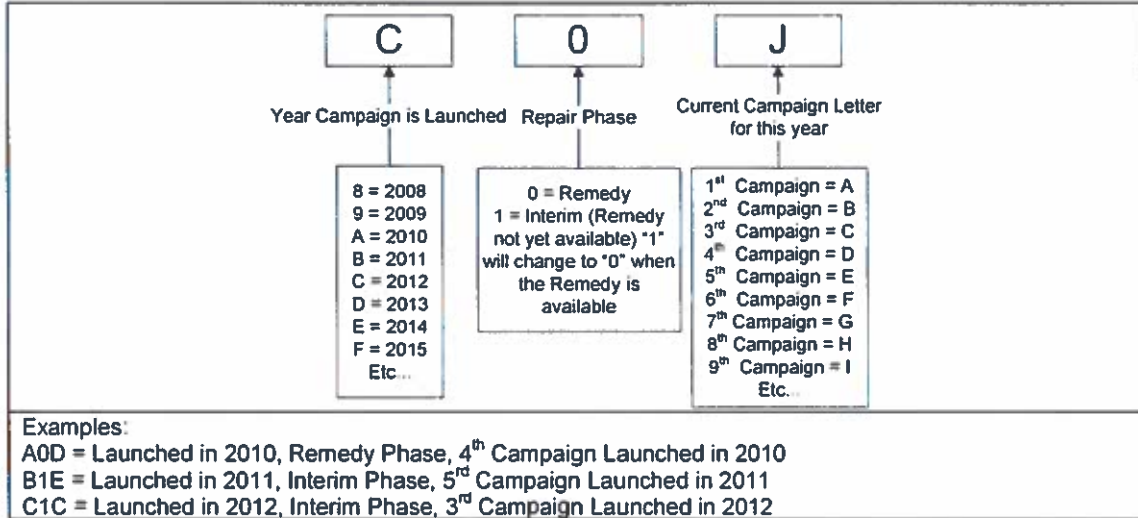 C 0 J
Year Campaign is Launched Repair Phase Current Campaign Letter
for this year
8 = 2008
9 = 2009
A = 2010
B = 2011
C = 2012
D = 2013
E = 2014
F = 2015
Etc...
0 = Remedy
1 = Interim (Remedy
not yet available) "1"
will change to "0" when
the Remedy is
available
1st Campaign = A
2nd Campaign = B
3rd Campaign = C
4th Campaign = D
5th Campaign = E
6th Campaign = F
7th Campaign = G
8th Campaign = H
9th Campaign = I
Etc...
Examples:
A0D = Launched in 2010, Remedy Phase, 4th Campaign Launched in 2010
B1E = Launched in 2011, Interim Phase, 5rd Campaign Launched in 2011
C1C = Launched in 2012, Interim Phase, 3rd Campaign Launched in 2012